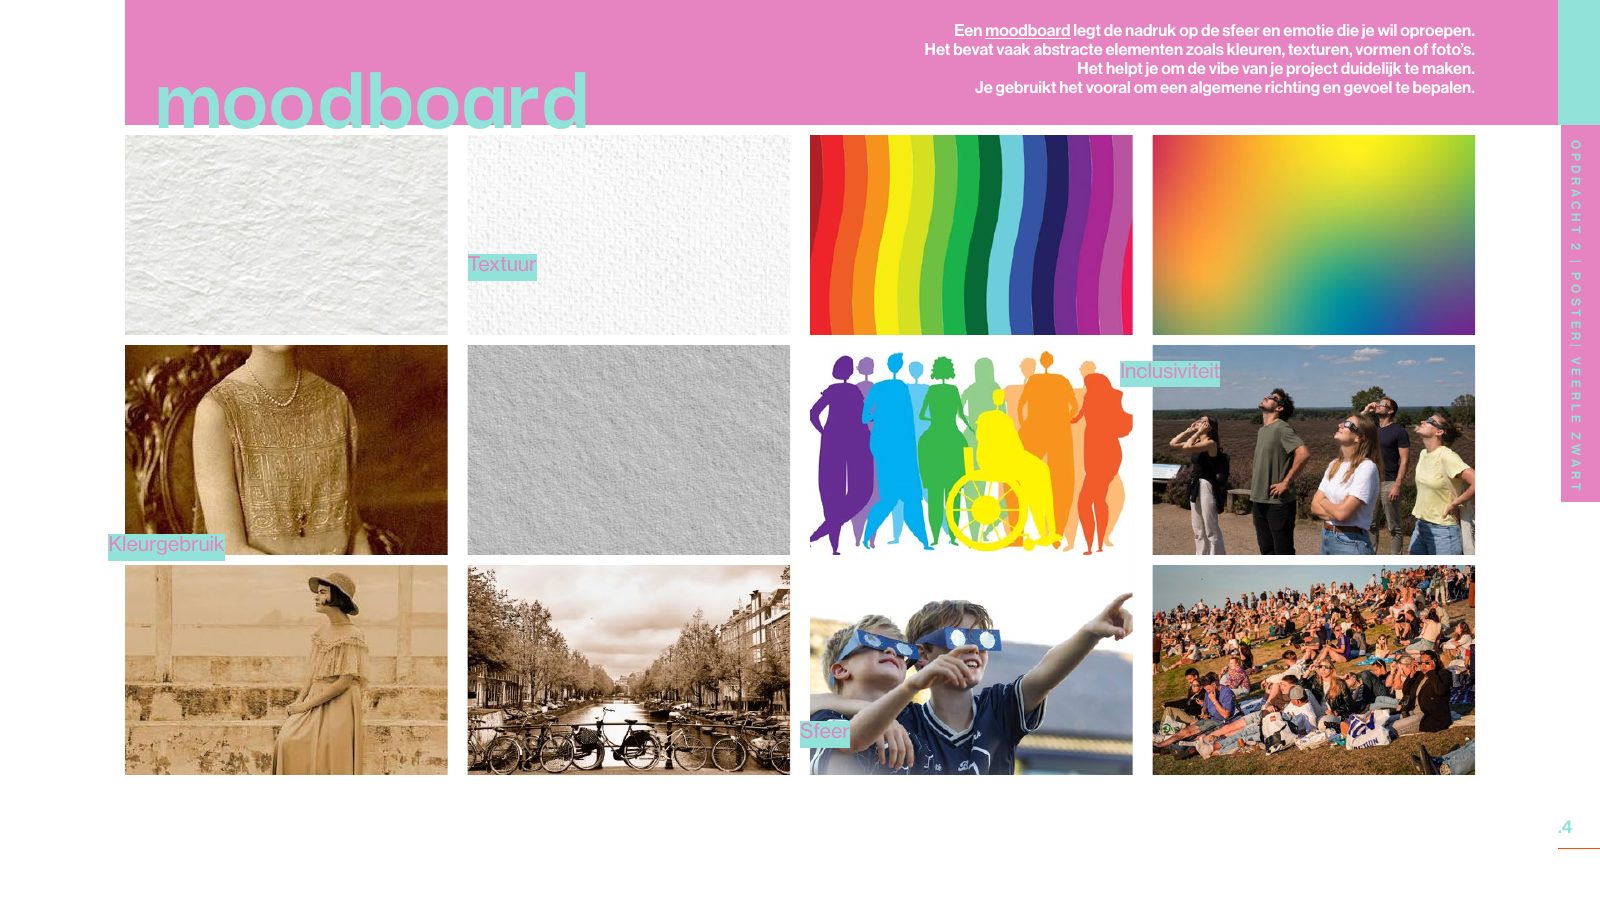 moodboard
Een moodboard legt de nadruk op de sfeer en emotie die je wil oproepen.
Het bevat vaak abstracte elementen zoals kleuren, texturen, vormen of foto's.
Het helpt je om de vibe van je project duidelijk te maken.
Je gebruikt het vooral om een algemene richting en gevoel te bepalen.
OPDRACHT 2 | POSTER| VEERLE ZWART
Textuur
Inclusiviteit
Kleurgebruik
Sfeer
.4